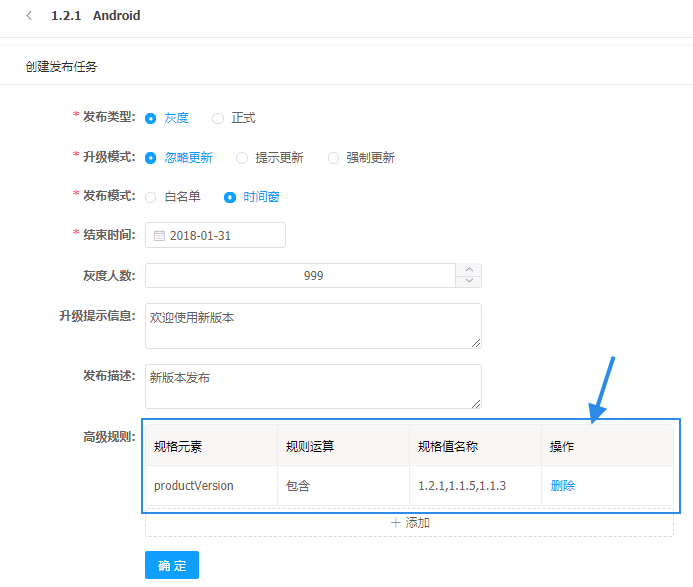 1.2.1 Android
创建发布任务
* 发布类型: 灰度 正式
* 升级模式: 忽略更新 提示更新 强制更新
* 发布模式: 白名单 时间窗
* 结束时间: 2018-01-31
灰度人数: 999
升级提示信息: 欢迎使用新版本
发布描述: 新版本发布
高级规则:
规格元素 规则运算 规格值名称 操作
productVersion 包含 1.2.1,1.1.5,1.1.3 删除
+ 添加
确 定